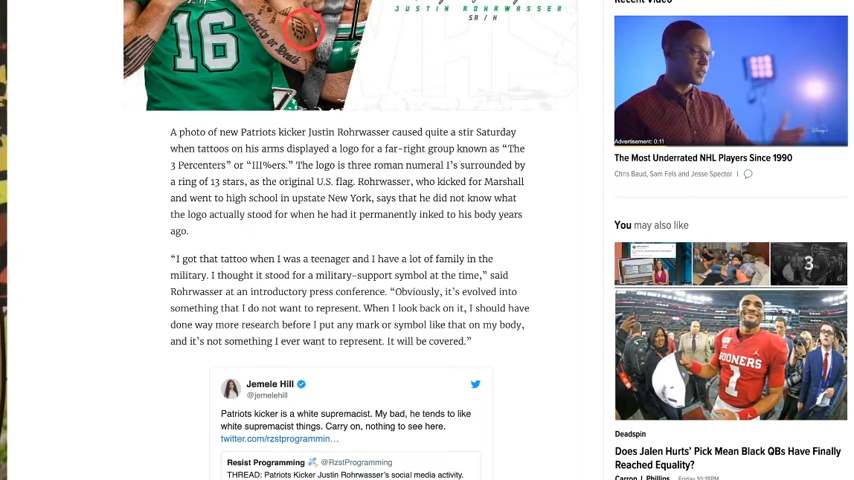 16
Liberty or Death
JUSTIN ROHRWASSER
SR / H
A photo of new Patriots kicker Justin Rohrwasser caused quite a stir Saturday
when tattoos on his arms displayed a logo for a far-right group known as “The
3 Percenters” or “III%ers.” The logo is three roman numeral I’s surrounded by
a ring of 13 stars, as the original U.S. flag. Rohrwasser, who kicked for Marshall
and went to high school in upstate New York, says that he did not know what
the logo actually stood for when he had it permanently inked to his body years
ago.
“I got that tattoo when I was a teenager and I have a lot of family in the
military. I thought it stood for a military-support symbol at the time,” said
Rohrwasser at an introductory press conference. “Obviously, it’s evolved into
something that I do not want to represent. When I look back on it, I should have
done way more research before I put any mark or symbol like that on my body,
and it’s not something I ever want to represent. It will be covered.”
Jemele Hill
@jemelehill
Patriots kicker is a white supremacist. My bad, he tends to like
white supremacist things. Carry on, nothing to see here.
twitter.com/rzstprogrammin…
Resist Programming @RzstProgramming
THREAD: Patriots Kicker Justin Rohrwasser’s social media activity.
Recent Video
Advertisement: 0:11
The Most Underrated NHL Players Since 1990
Chris Baud, Sam Fels and Jesse Spector
You may also like
3
SOONERS
1
Deadspin
Does Jalen Hurts’ Pick Mean Black QBs Have Finally
Reached Equality?
Carron J. Phillips Friday 10:18PM